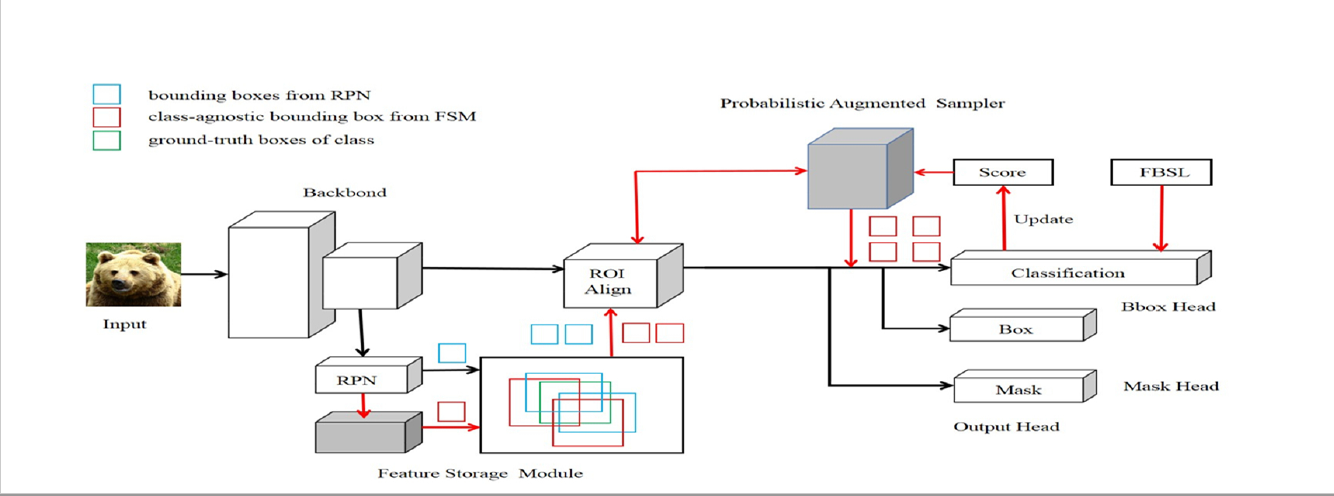 bounding boxes from RPN
class-agnostic bounding box from FSM
ground-truth boxes of class
Probabilistic Augmented Sampler
Backbond
Score
FBSL
Update
ROI
Align
Classification
Input
Bbox Head
Box
RPN
Mask
Mask Head
Output Head
Feature Storage Module